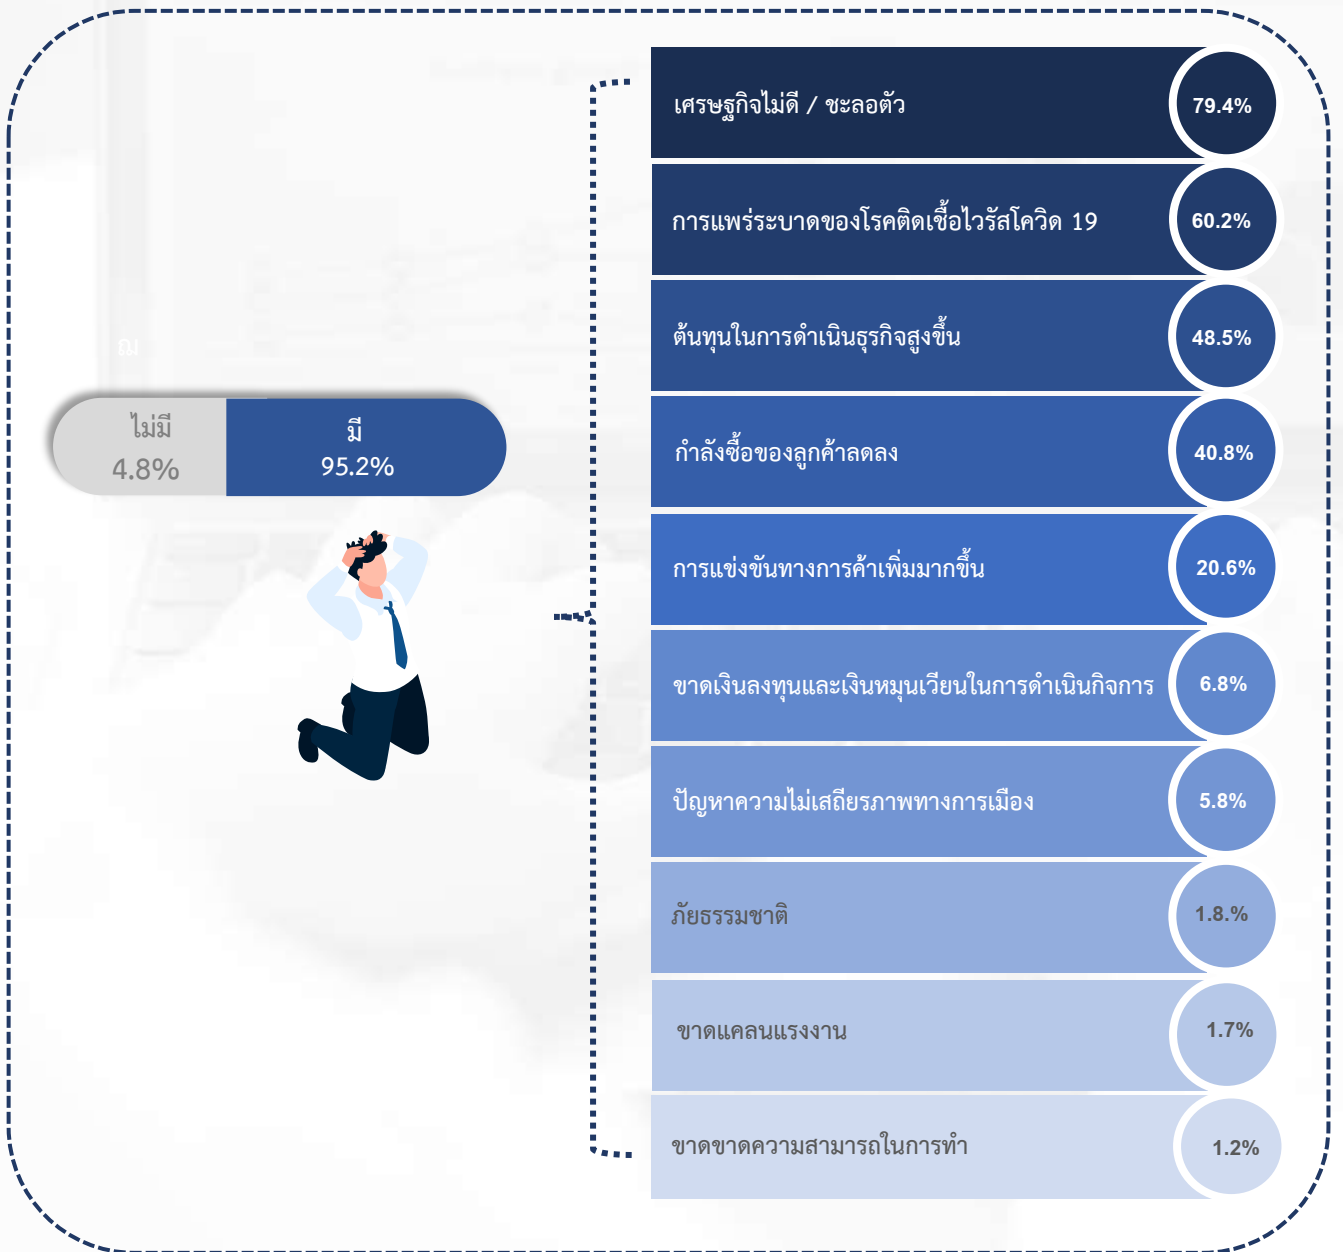 ฌ
ไม่มี
4.8%
มี
95.2%
เศรษฐกิจไม่ดี / ชะลอตัว
79.4%
การแพร่ระบาดของโรคติดเชื้อไวรัสโควิด 19
60.2%
ต้นทุนในการดำเนินธุรกิจสูงขึ้น
48.5%
กำลังซื้อของลูกค้าลดลง
40.8%
การแข่งขันทางการค้าเพิ่มมากขึ้น
20.6%
ขาดเงินลงทุนและเงินหมุนเวียนในการดำเนินกิจการ
6.8%
ปัญหาความไม่เสถียรภาพทางการเมือง
5.8%
ภัยธรรมชาติ
1.8.%
ขาดแคลนแรงงาน
1.7%
ขาดขาดความสามารถในการทำ
1.2%